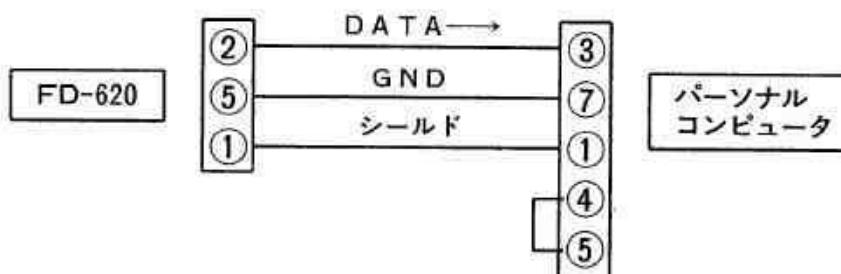 DATA→
② ③
GND
FD-620 ⑤ ⑦ パーソナル
コンピュータ
シールド
① ①
④
⑤